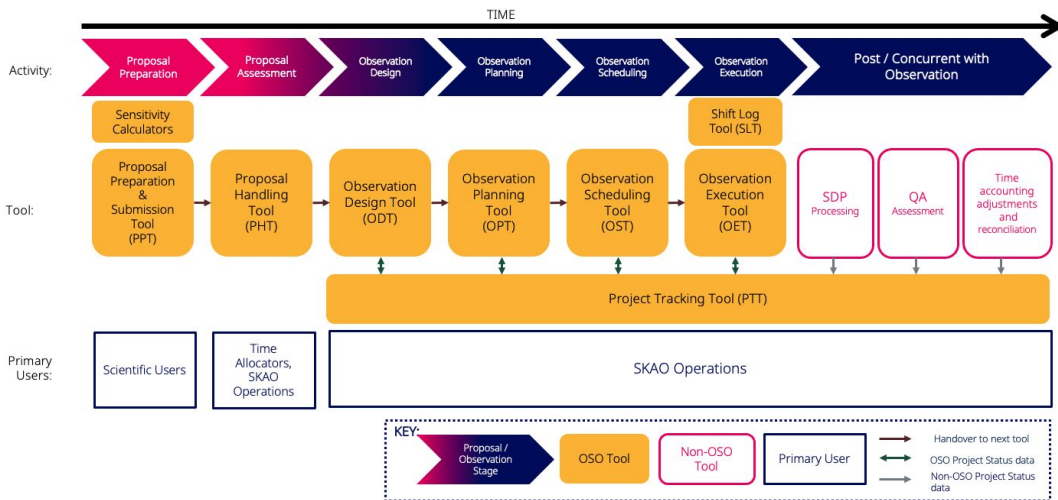 TIME
Activity:
Proposal
Preparation
Proposal
Assessment
Observation
Design
Observation
Planning
Observation
Scheduling
Observation
Execution
Post / Concurrent with
Observation
Sensitivity
Calculators
Shift Log
Tool (SLT)
Tool:
Proposal
Preparation
&
Submission
Tool
(PPT)
Proposal
Handling
Tool
(PHT)
Observation
Design Tool
(ODT)
Observation
Planning
Tool
(OPT)
Observation
Scheduling
Tool
(OST)
Observation
Execution
Tool
(OET)
SDP
Processing
QA
Assessment
Time
accounting
adjustments
and
reconciliation
Project Tracking Tool (PTT)
Primary
Users:
Scientific Users
Time
Allocators,
SKAO
Operations
SKAO Operations
KEY:
Proposal /
Observation
Stage
OSO Tool
Non-OSO
Tool
Primary User
Handover to next tool
OSO Project Status data
Non-OSO Project Status
data